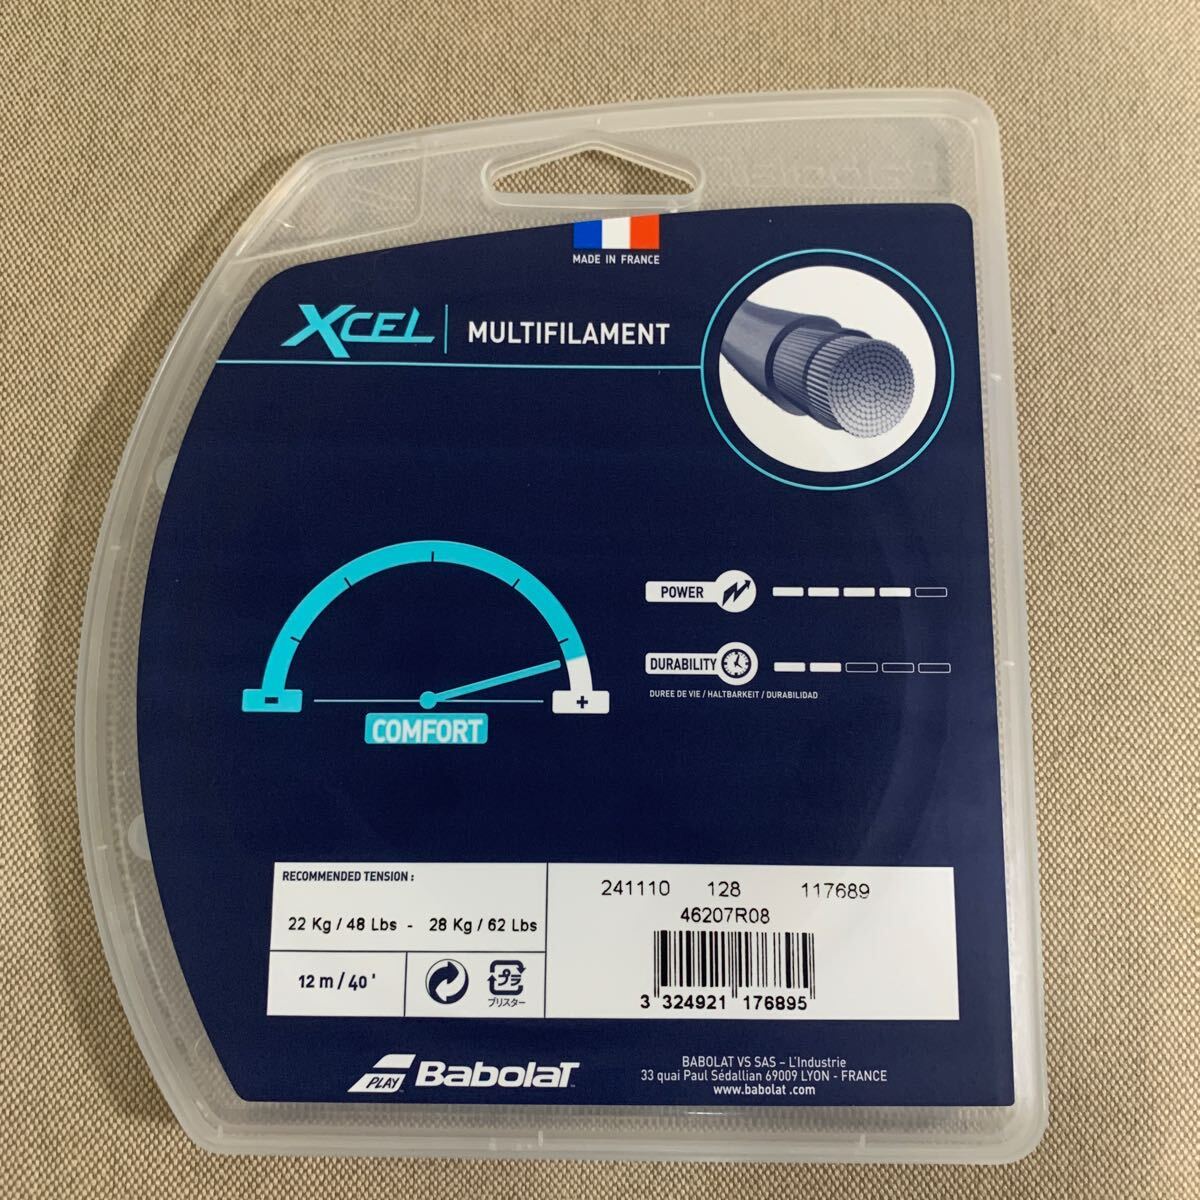 MADE IN FRANCE
XCEL MULTIFILAMENT
POWER
DURABILITY
DUREE DE VIE / HALTBARKEIT / DURABILIDAD
-
+
COMFORT
RECOMMENDED TENSION :
22 Kg / 48 Lbs - 28 Kg / 62 Lbs
12 m / 40 '
プラ
ブリスター
241110 128 117689
46207R08
3 324921 176895
PLAY BabolaT
BABOLAT VS SAS – L'Industrie
33 quai Paul Sédallian 69009 LYON - FRANCE
www.babolat .com